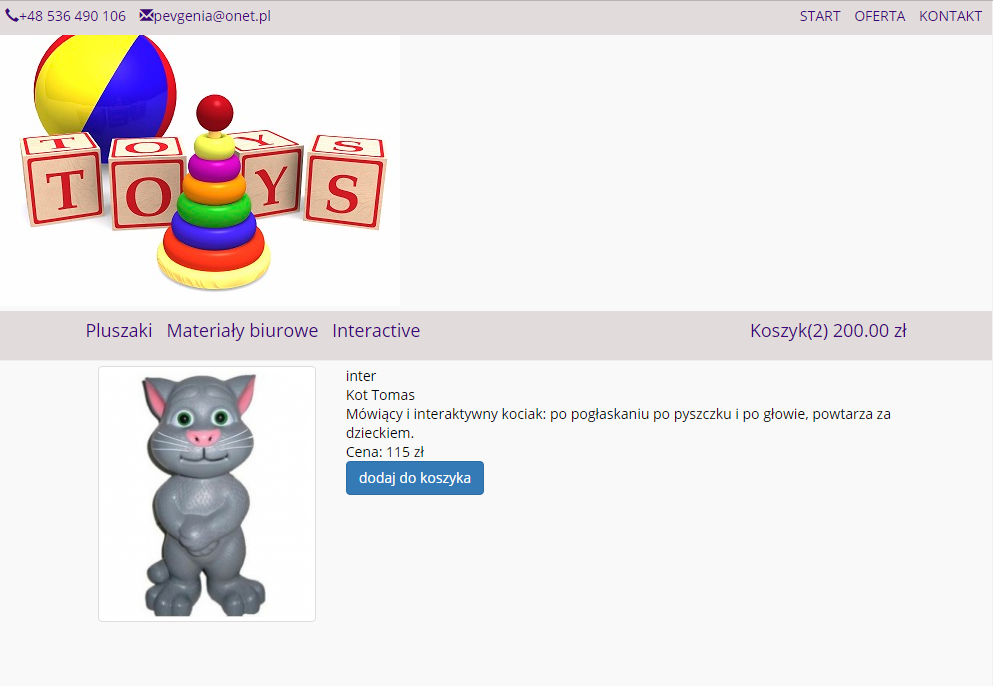 +48 536 490 106 pevgenia@onet.pl START OFERTA KONTAKT
T O Y S
T O Y S
Pluszaki Materiały biurowe Interactive Koszyk(2) 200.00 zł
inter
Kot Tomas
Mówiący i interaktywny kociak: po pogłaskaniu po pyszczku i po głowie, powtarza za
dzieckiem.
Cena: 115 zł
dodaj do koszyka